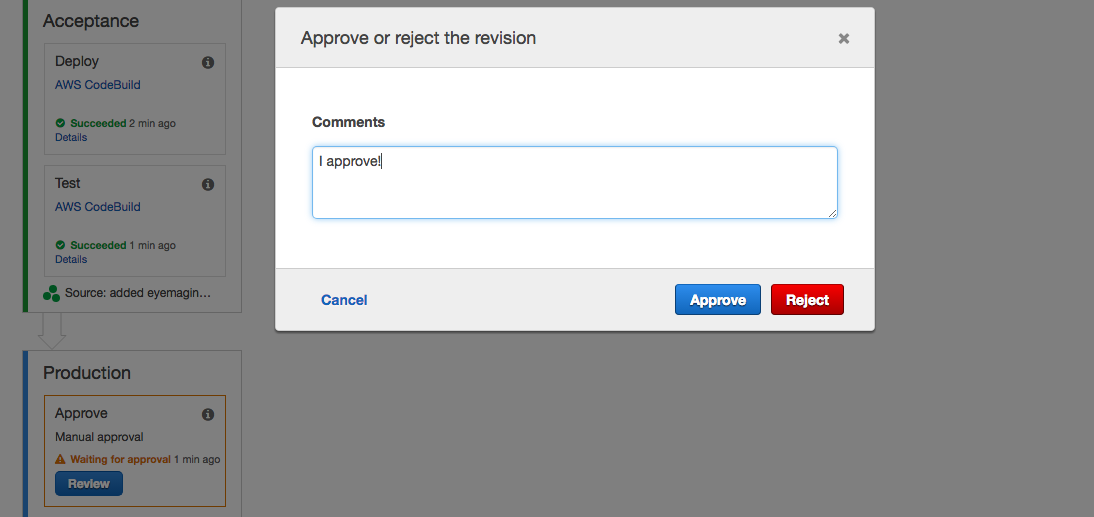 Acceptance
Deploy
AWS CodeBuild
Succeeded 2 min ago
Details
Test
AWS CodeBuild
Succeeded 1 min ago
Details
Source: added eyemagin...
Production
Approve
Manual approval
Waiting for approval 1 min ago
Review
Approve or reject the revision
Comments
I approve!
Cancel
Approve
Reject